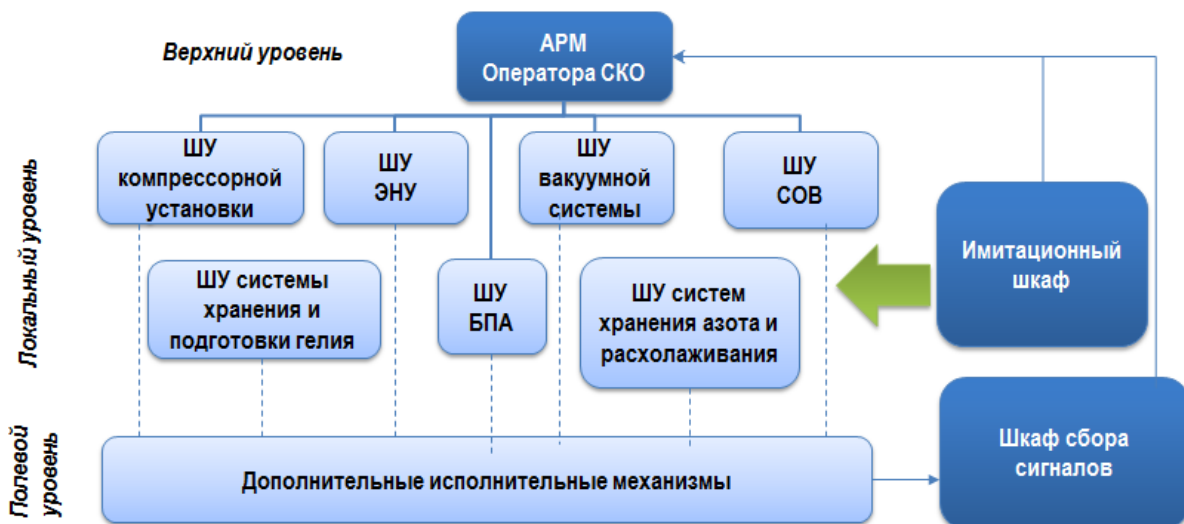 Верхний уровень
АРМ
Оператора СКО
Локальный уровень
ШУ
компрессорной
установки
ШУ
ЭНУ
ШУ
вакуумной
системы
ШУ
СОВ
ШУ системы
хранения и
подготовки гелия
ШУ
БПА
ШУ систем
хранения азота и
расхолаживания
Имитационный
шкаф
Полевой
уровень
Дополнительные исполнительные механизмы
Шкаф сбора
сигналов